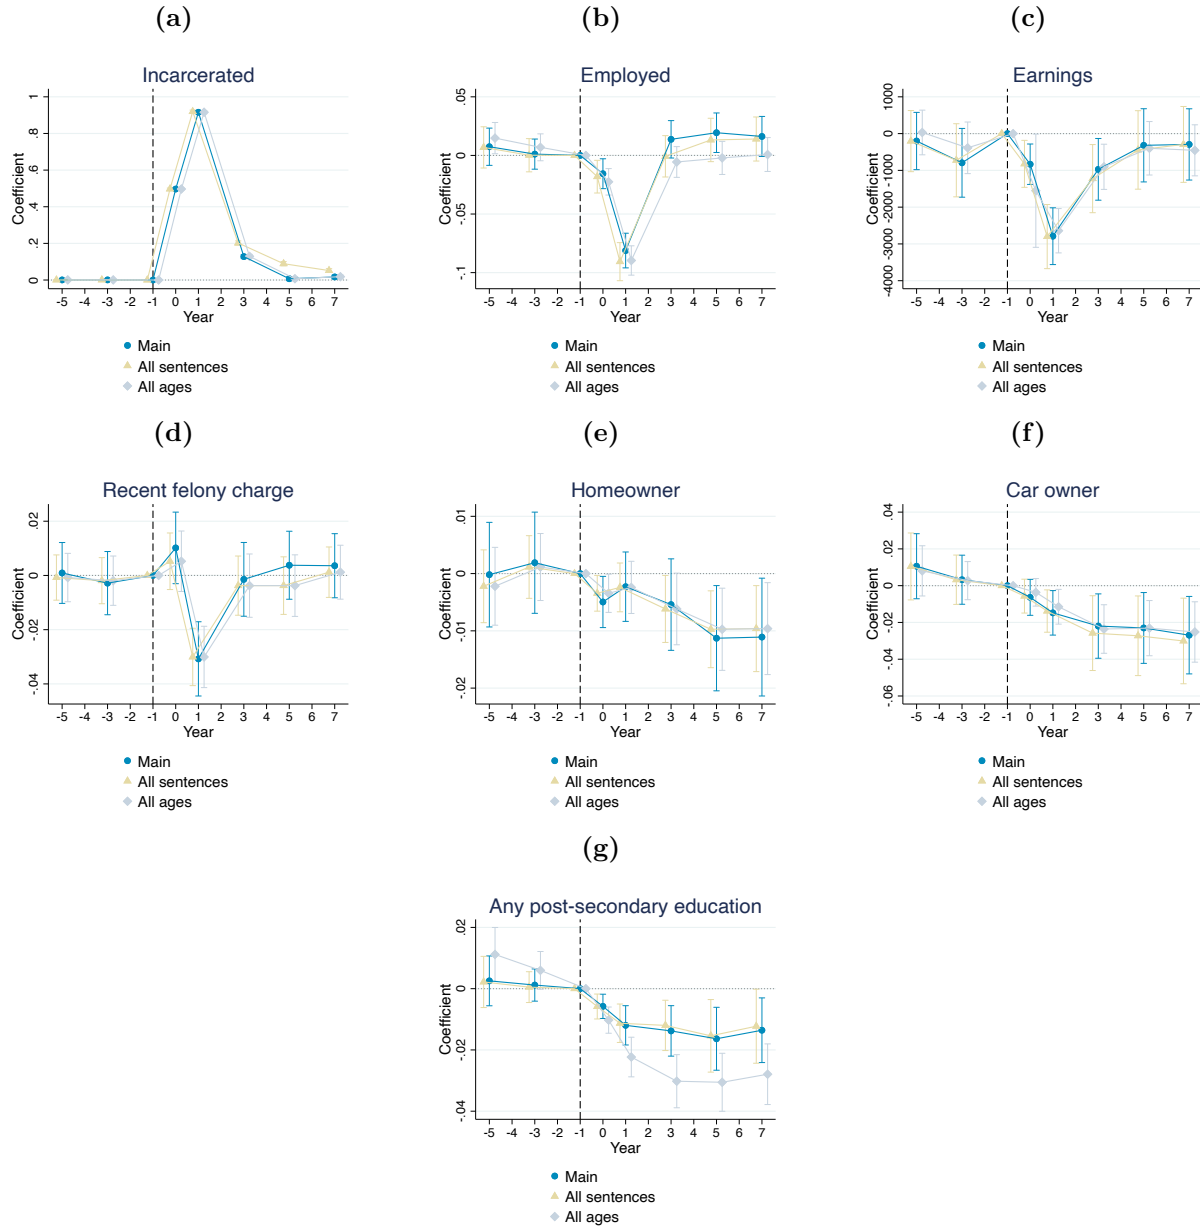 (a)
Incarcerated
Coefficient
1
.8
.6
.4
.2
0
-5 -4 -3 -2 -1 0 1 2 3 4 5 6 7
Year
Main
All sentences
All ages
(b)
Employed
Coefficient
.05
0
-.05
-.1
-5 -4 -3 -2 -1 0 1 2 3 4 5 6 7
Year
Main
All sentences
All ages
(c)
Earnings
Coefficient
1000
0
-1000
-2000
-3000
-4000
-5 -4 -3 -2 -1 0 1 2 3 4 5 6 7
Year
Main
All sentences
All ages
(d)
Recent felony charge
Coefficient
.02
0
-.02
-.04
-5 -4 -3 -2 -1 0 1 2 3 4 5 6 7
Year
Main
All sentences
All ages
(e)
Homeowner
Coefficient
.01
0
-.01
-.02
-5 -4 -3 -2 -1 0 1 2 3 4 5 6 7
Year
Main
All sentences
All ages
(f)
Car owner
Coefficient
.04
.02
0
-.02
-.04
-.06
-5 -4 -3 -2 -1 0 1 2 3 4 5 6 7
Year
Main
All sentences
All ages
(g)
Any post-secondary education
Coefficient
.02
0
-.02
-.04
-5 -4 -3 -2 -1 0 1 2 3 4 5 6 7
Year
Main
All sentences
All ages